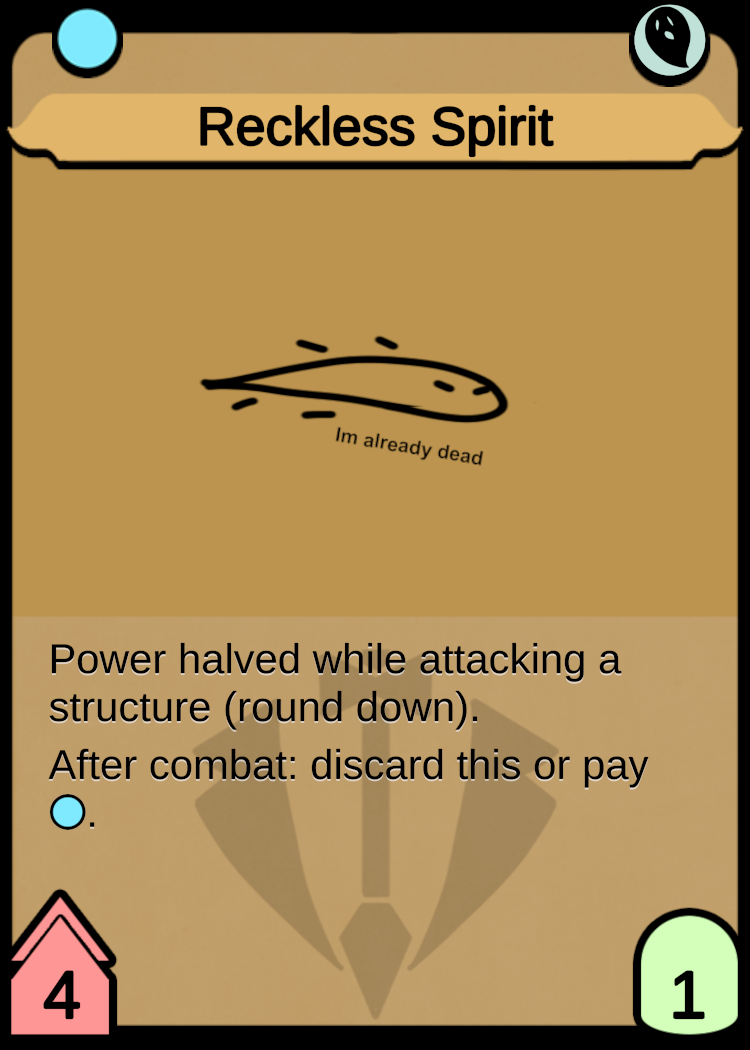 Reckless Spirit
Im already dead
Power halved while attacking a
structure (round down).
After combat: discard this or pay
.
4
1